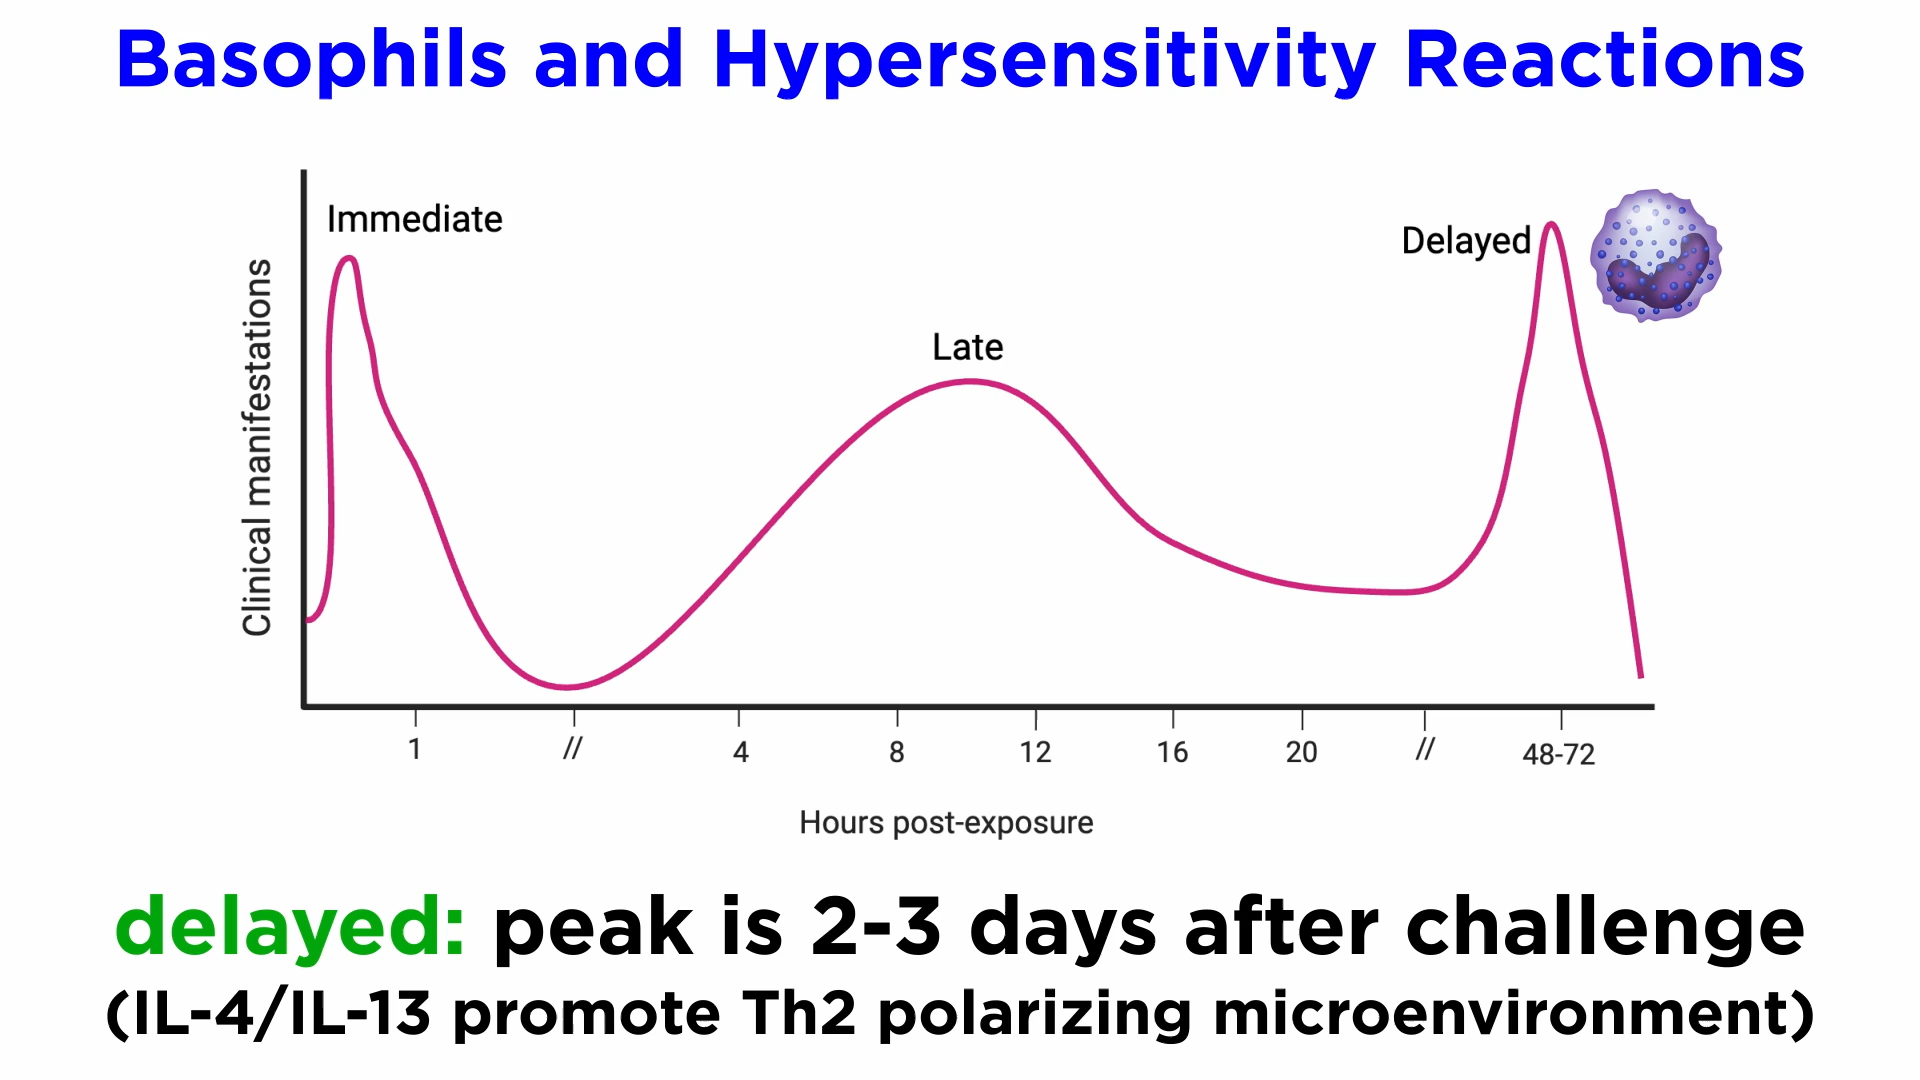 Basophils and Hypersensitivity Reactions
Immediate
Delayed
Late
Clinical manifestations
1 // 4 8 12 16 20 // 48-72
Hours post-exposure
delayed: peak is 2-3 days after challenge
(IL-4/IL-13 promote Th2 polarizing microenvironment)